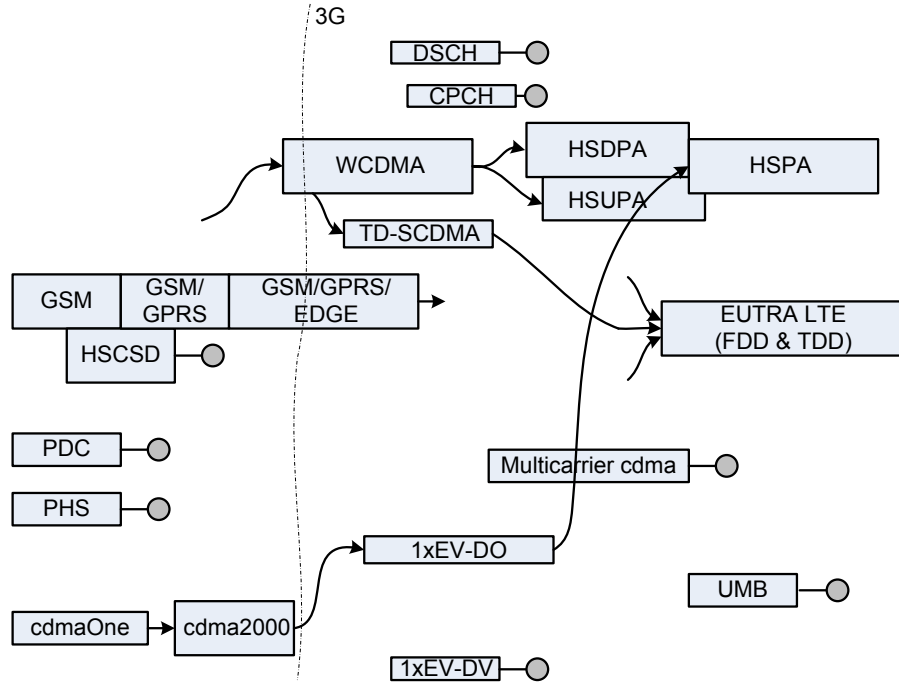 3G
DSCH
CPCH
WCDMA
HSDPA
HSPA
HSUPA
TD-SCDMA
GSM
GSM/
GPRS
GSM/GPRS/
EDGE
EUTRA LTE
(FDD & TDD)
HSCSD
PDC
Multicarrier cdma
PHS
1xEV-DO
UMB
cdmaOne
cdma2000
1xEV-DV